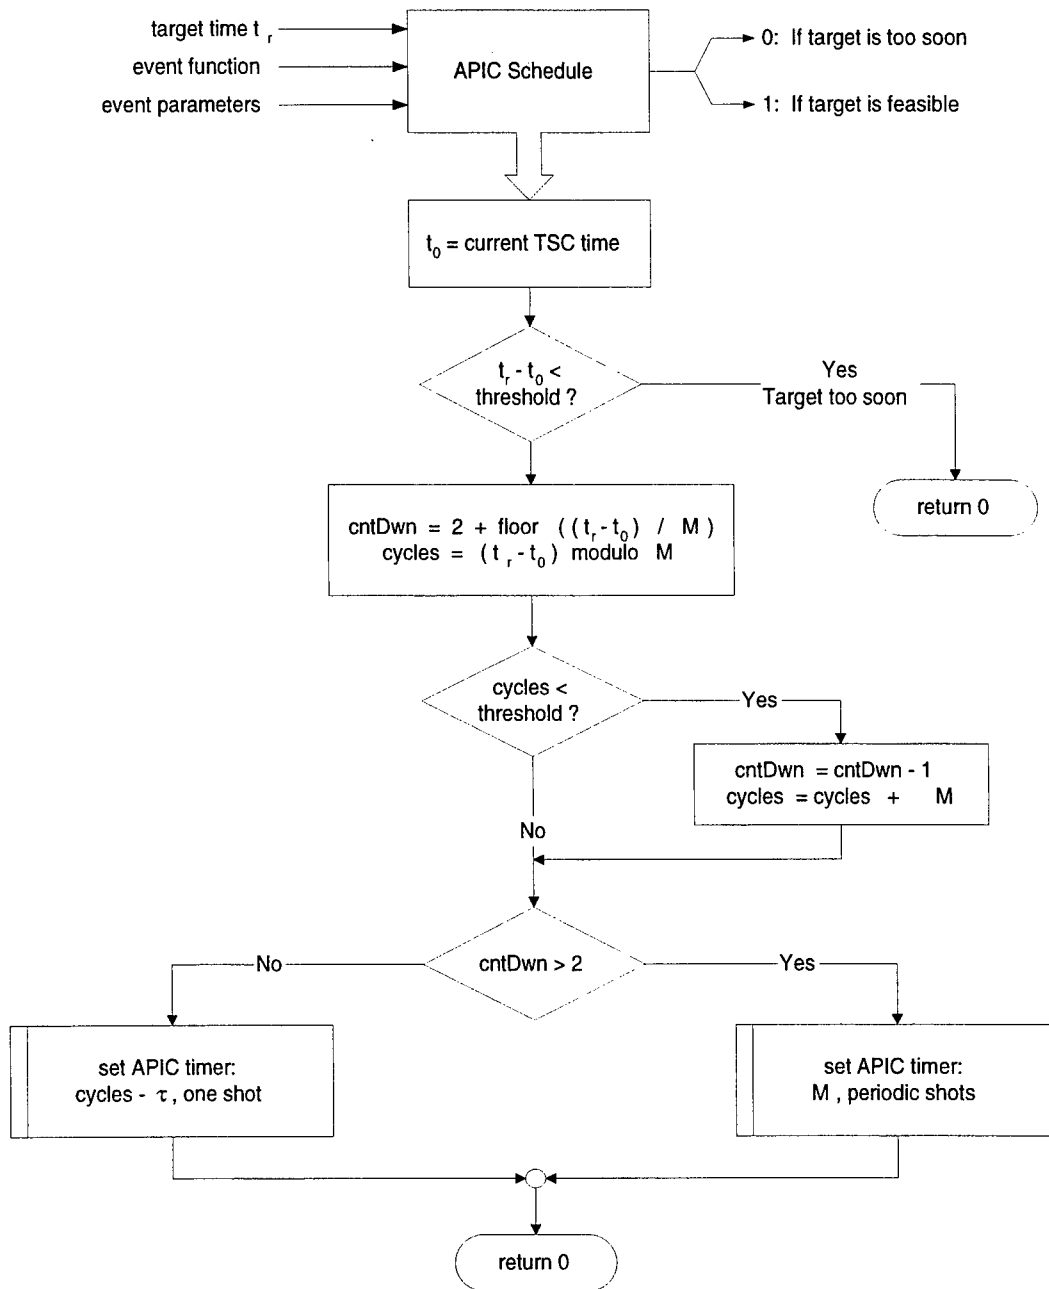 target time t r
event function
event parameters
APIC Schedule
0: If target is too soon
1: If target is feasible
t0 = current TSC time
tr - t0 <
threshold ?
Yes
Target too soon
return 0
cntDwn = 2 + floor ( ( tr - t0 ) / M )
cycles = ( t r - t0 ) modulo M
cycles <
threshold ?
Yes
cntDwn = cntDwn - 1
cycles = cycles + M
No
cntDwn > 2
No
Yes
set APIC timer:
cycles - τ , one shot
set APIC timer:
M , periodic shots
return 0